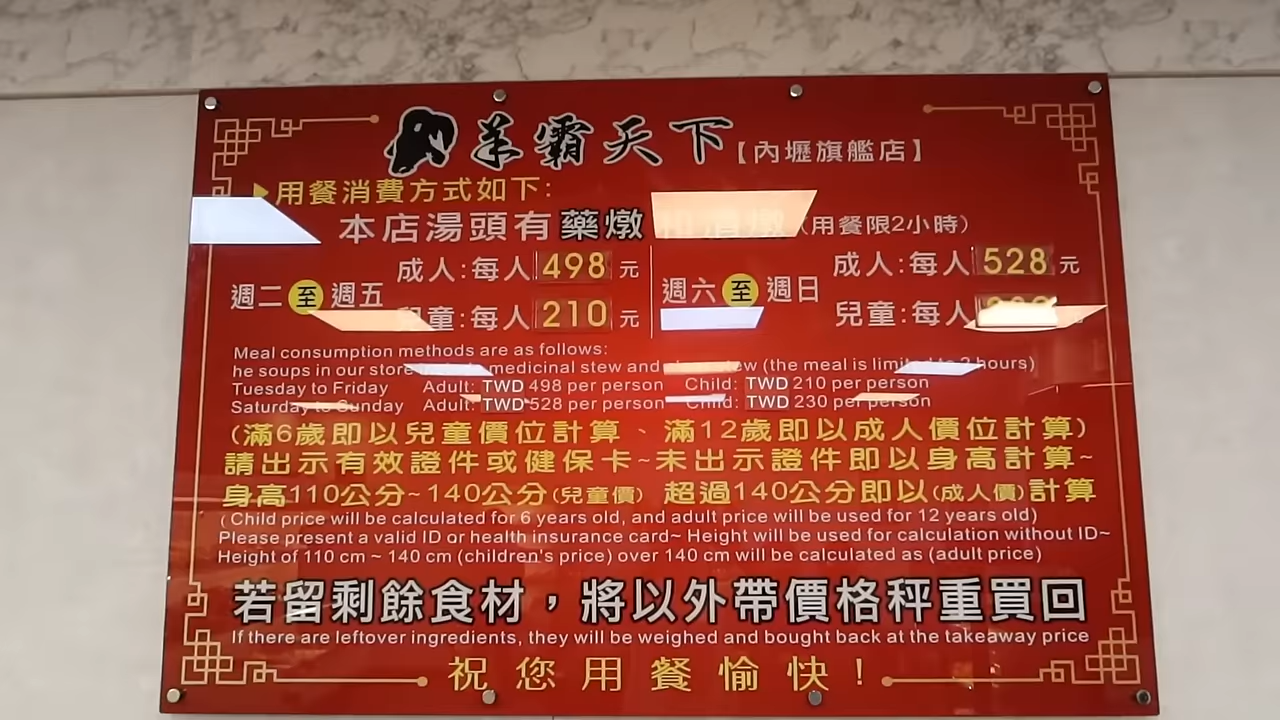 羊霸天下【內壢旗艦店】
用餐消費方式如下:
本店湯頭有藥燉 (用餐限2小時)
週二至週五 成人:每人498元 週六至週日 成人:每人528元
兒童:每人210元 兒童:每人
Meal consumption methods are as follows:
he soups in our store medicinal stew and stew (the meal is limited to 2 hours)
Tuesday to Friday Adult: TWD 498 per person Child: TWD 210 per person
Saturday to Sunday Adult: TWD 528 per person Child: TWD 230 per person
(滿6歲即以兒童價位計算、滿12歲即以成人價位計算)
請出示有效證件或健保卡~未出示證件即以身高計算~
身高110公分~140公分(兒童價) 超過140公分即以(成人價)計算
(Child price will be calculated for 6 years old, and adult price will be used for 12 years old)
Please present a valid ID or health insurance card~ Height will be used for calculation without ID~
Height of 110 cm ~ 140 cm (children's price) over 140 cm will be calculated as (adult price)
若留剩餘食材，將以外帶價格秤重買回
If there are leftover ingredients, they will be weighed and bought back at the takeaway price
祝您用餐愉快!